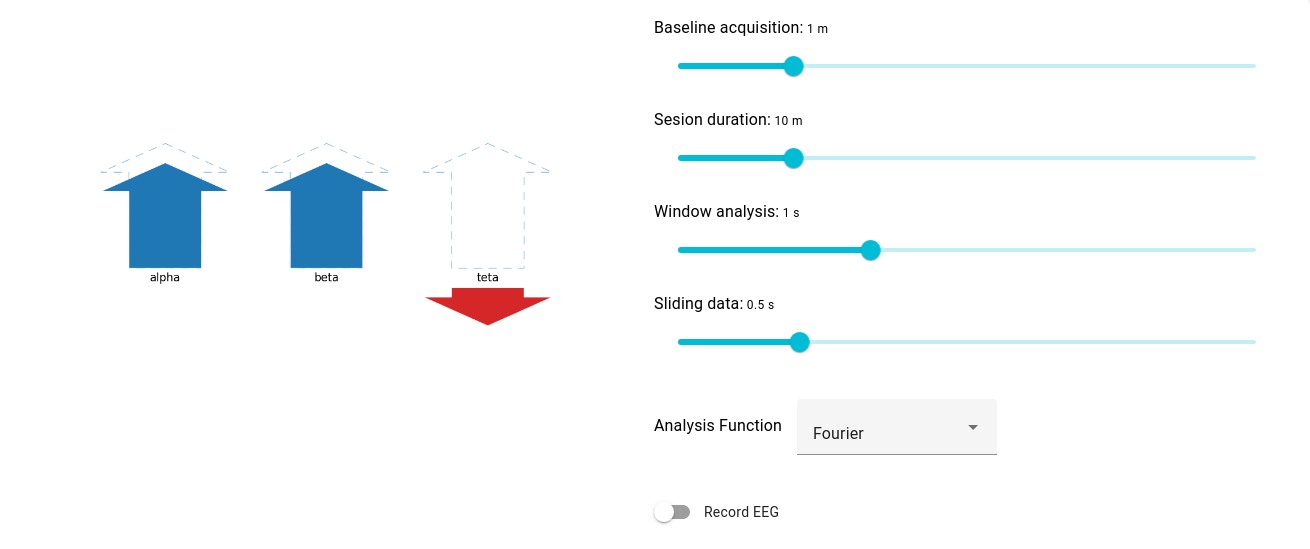 Baseline acquisition: 1 m
Sesion duration: 10 m
Window analysis: 1 s
Sliding data: 0.5 s
Analysis Function
Fourier
Record EEG
alpha
beta
teta